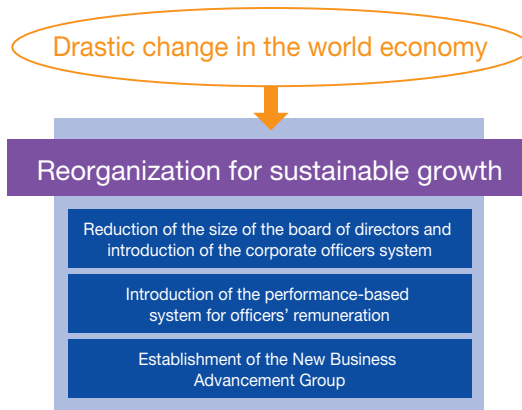 Drastic change in the world economy
Reorganization for sustainable growth
Reduction of the size of the board of directors and
introduction of the corporate officers system
Introduction of the performance-based
system for officers’ remuneration
Establishment of the New Business
Advancement Group